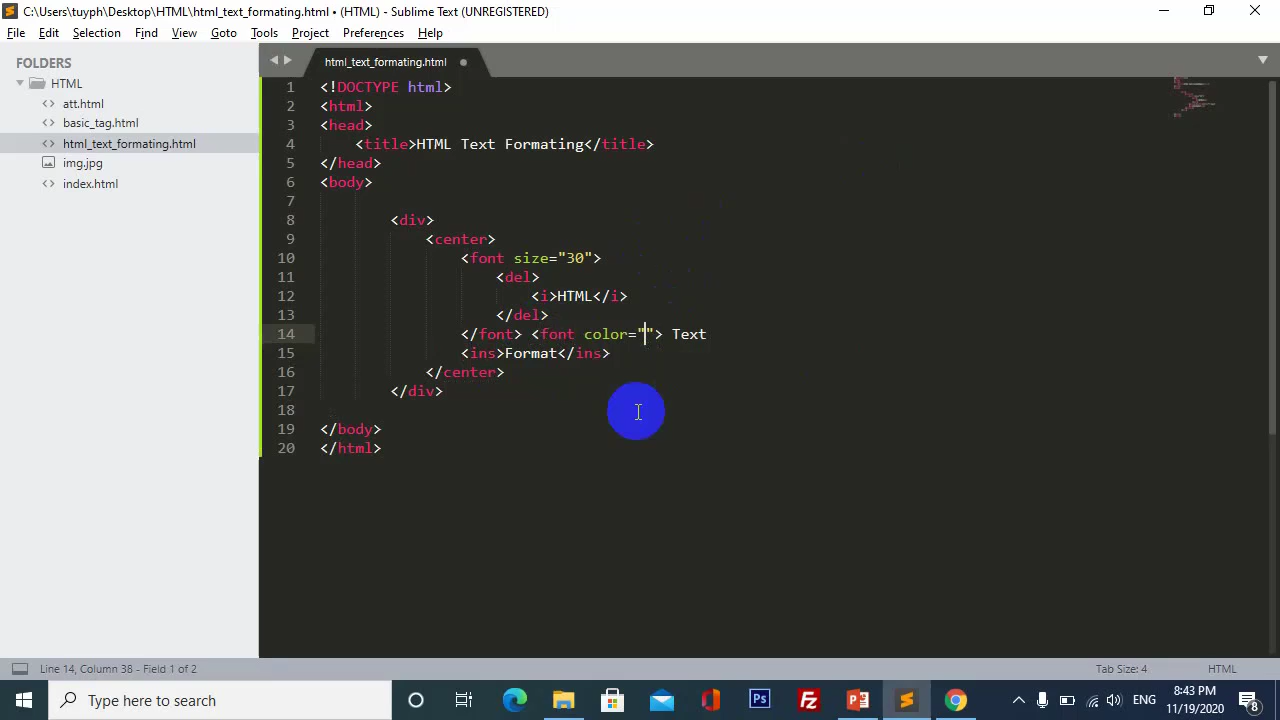 C:\Users\tuyph\Desktop\HTML\html_text_formating.html • (HTML) - Sublime Text (UNREGISTERED)
File Edit Selection Find View Goto Tools Project Preferences Help
FOLDERS
HTML
att.html
basic_tag.html
html_text_formating.html
img.jpg
index.html
html_text_formating.html
1 <!DOCTYPE html>
2 <html>
3 <head>
4 <title>HTML Text Formating</title>
5 </head>
6 <body>
7
8 <div>
9 <center>
10 <font size="30">
11 <del>
12 <i>HTML</i>
13 </del>
14 </font> <font color=""> Text
15 <ins>Format</ins>
16 </center>
17 </div>
18
19 </body>
20 </html>
Line 14, Column 38 - Field 1 of 2
Tab Size: 4
HTML
Type here to search
Ps
Fz
ENG
8:43 PM
11/19/2020
8